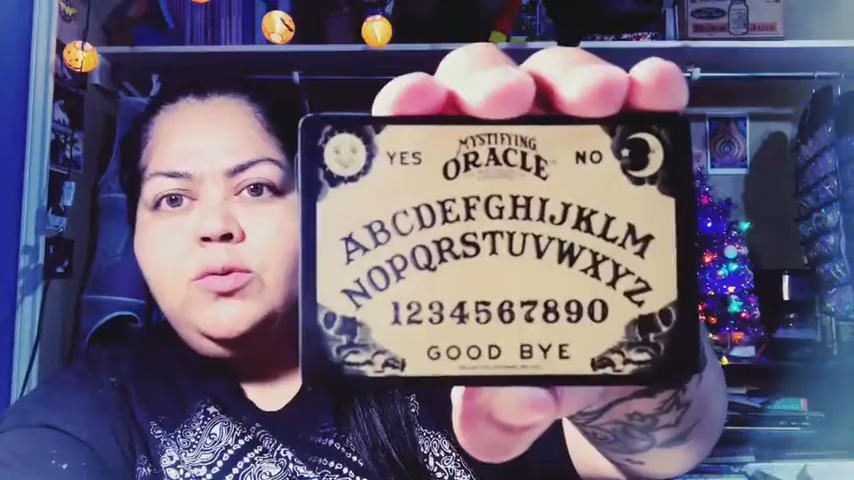 MYSTIFYING
YES ORACLE NO
ABCDEFGHIJKLM
NOPQRSTUVWXYZ
1234567890
GOOD BYE